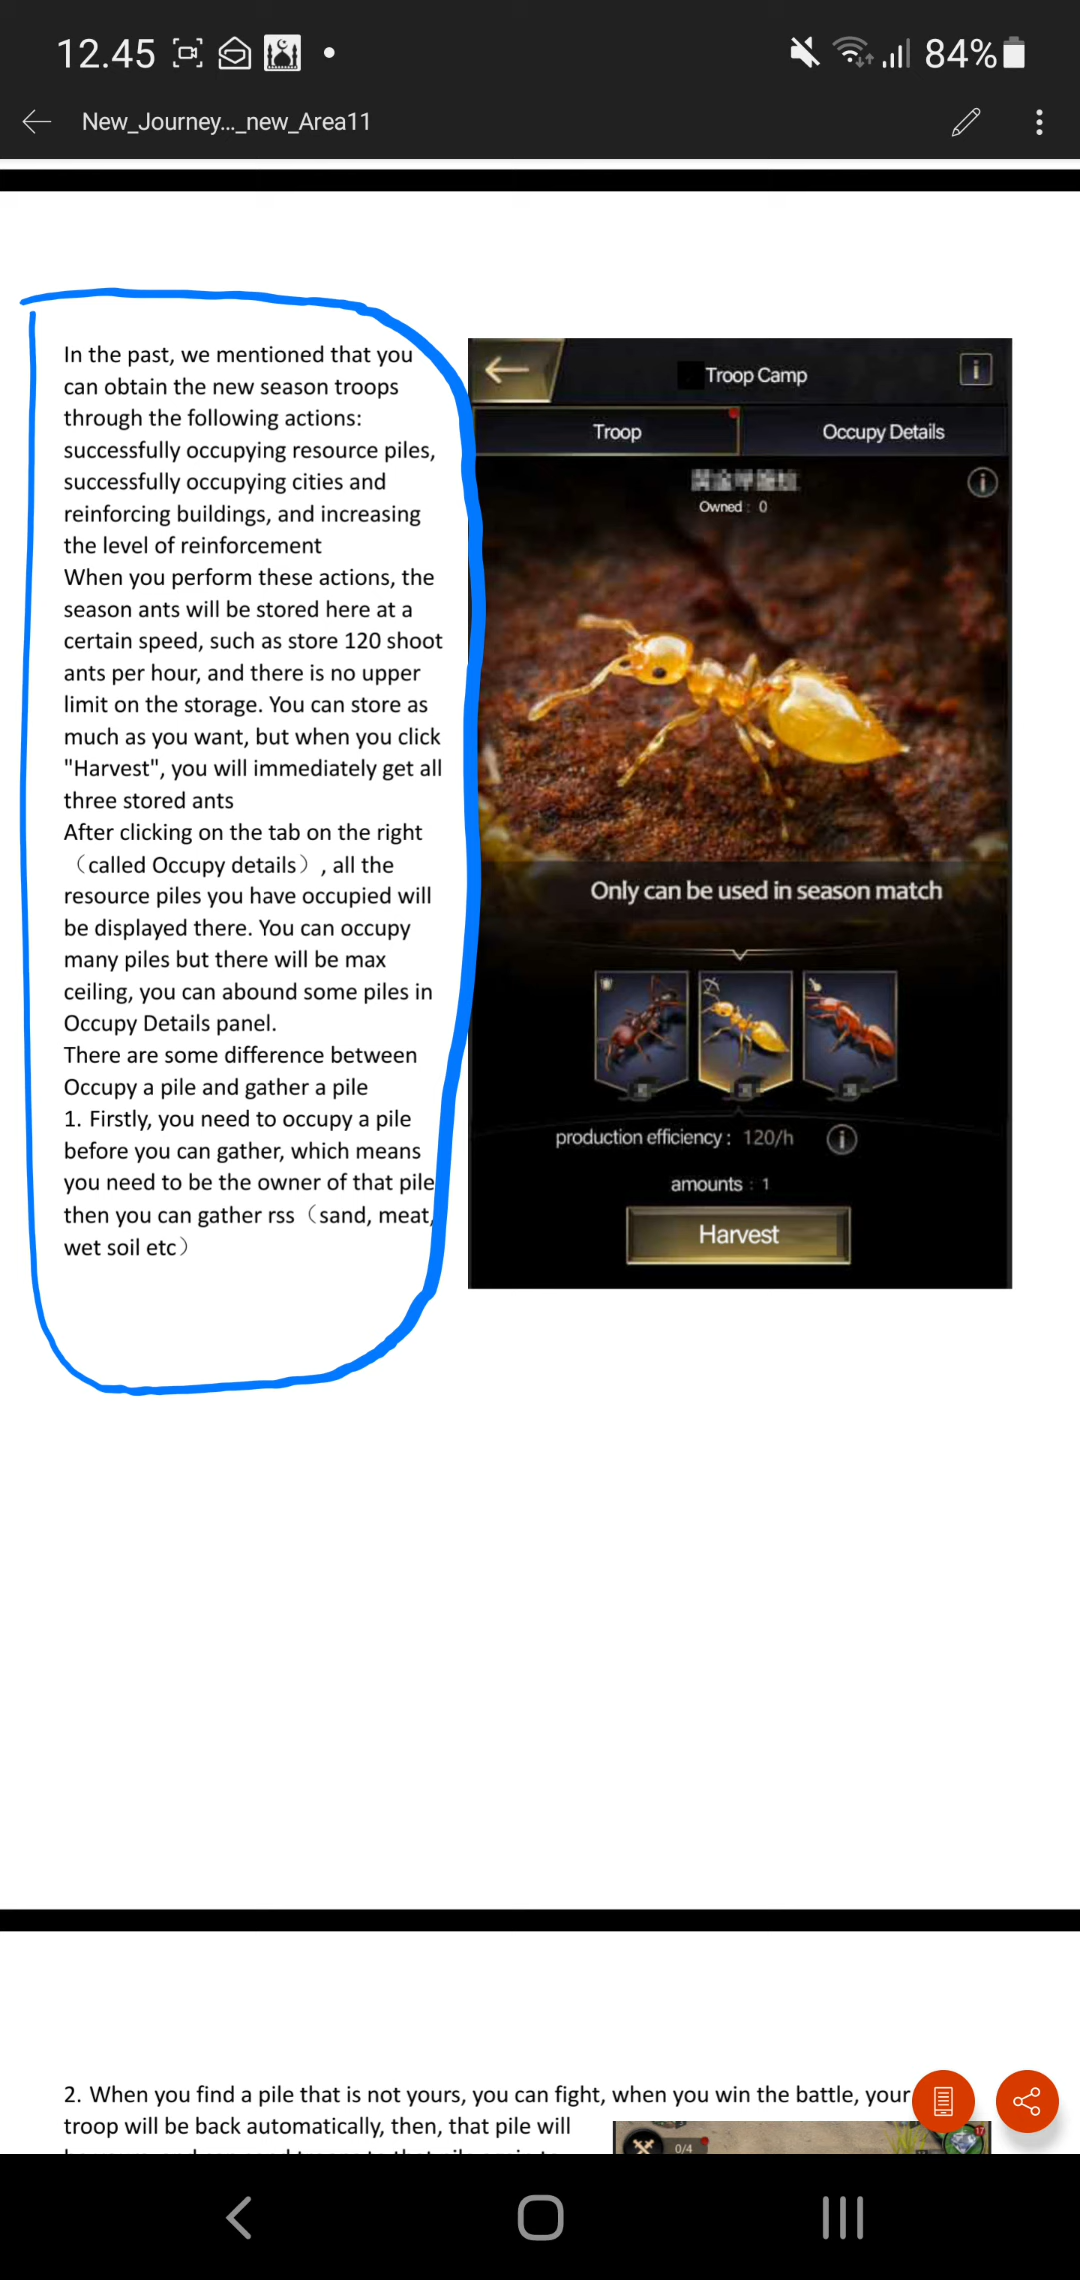 12.45
84%
New_Journey..._new_Area11
In the past, we mentioned that you
can obtain the new season troops
through the following actions:
successfully occupying resource piles,
successfully occupying cities and
reinforcing buildings, and increasing
the level of reinforcement
When you perform these actions, the
season ants will be stored here at a
certain speed, such as store 120 shoot
ants per hour, and there is no upper
limit on the storage. You can store as
much as you want, but when you click
"Harvest", you will immediately get all
three stored ants
After clicking on the tab on the right
（called Occupy details）, all the
resource piles you have occupied will
be displayed there. You can occupy
many piles but there will be max
ceiling, you can abound some piles in
Occupy Details panel.
There are some difference between
Occupy a pile and gather a pile
1. Firstly, you need to occupy a pile
before you can gather, which means
you need to be the owner of that pile
then you can gather rss（sand, meat,
wet soil etc）
Troop Camp
i
Troop
Occupy Details
i
Owned : 0
Only can be used in season match
production efficiency : 120/h
i
amounts : 1
Harvest
2. When you find a pile that is not yours, you can fight, when you win the battle, your
troop will be back automatically, then, that pile will
0/4
17